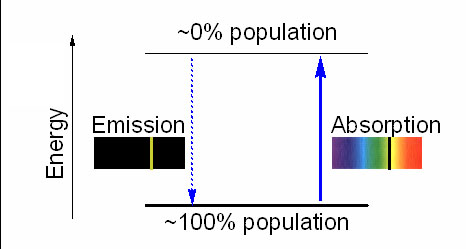 ~0% population
Emission
Absorption
Energy
~100% population